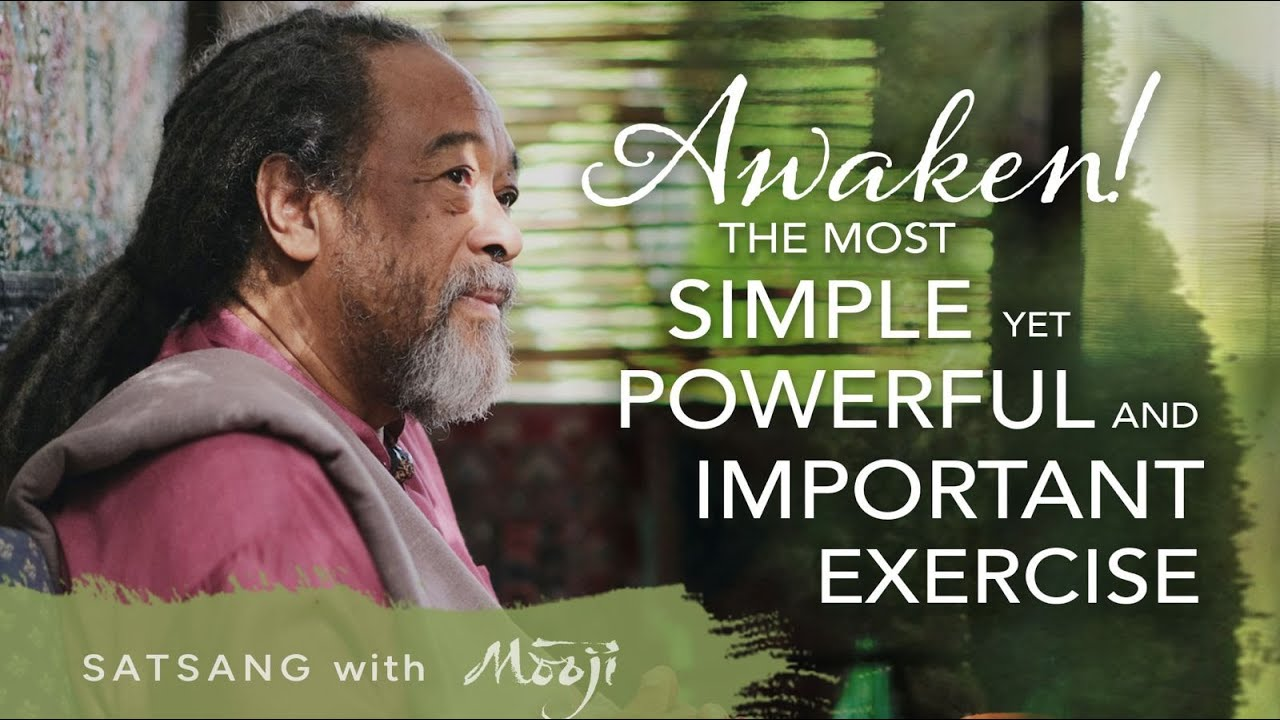 Awaken!
THE MOST
SIMPLE YET
POWERFUL AND
IMPORTANT
EXERCISE
SATSANG with Mooji